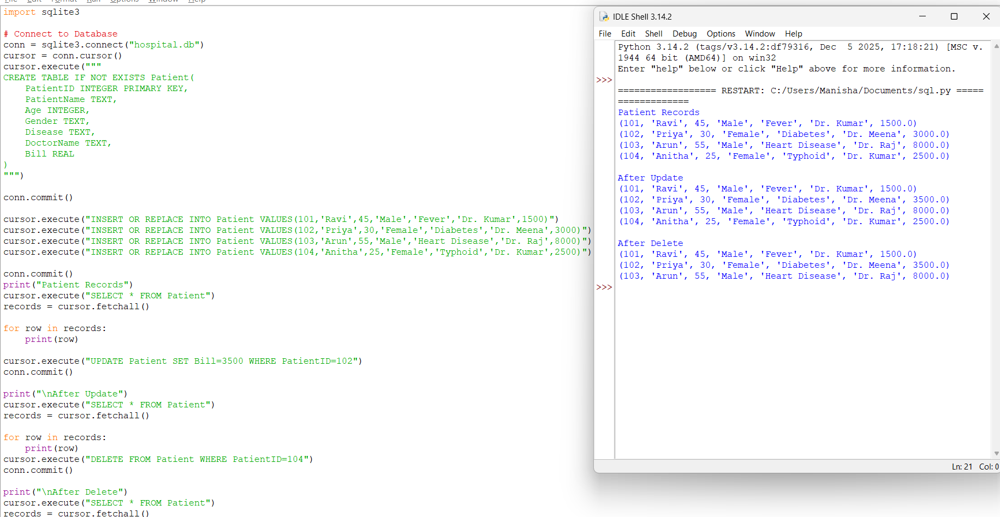 File Edit Format Run Options Window Help
import sqlite3

# Connect to Database
conn = sqlite3.connect("hospital.db")
cursor = conn.cursor()
cursor.execute("""
CREATE TABLE IF NOT EXISTS Patient(
    PatientID INTEGER PRIMARY KEY,
    PatientName TEXT,
    Age INTEGER,
    Gender TEXT,
    Disease TEXT,
    DoctorName TEXT,
    Bill REAL
)
""")

conn.commit()

cursor.execute("INSERT OR REPLACE INTO Patient VALUES(101,'Ravi',45,'Male','Fever','Dr. Kumar',1500)")
cursor.execute("INSERT OR REPLACE INTO Patient VALUES(102,'Priya',30,'Female','Diabetes','Dr. Meena',3000)")
cursor.execute("INSERT OR REPLACE INTO Patient VALUES(103,'Arun',55,'Male','Heart Disease','Dr. Raj',8000)")
cursor.execute("INSERT OR REPLACE INTO Patient VALUES(104,'Anitha',25,'Female','Typhoid','Dr. Kumar',2500)")

conn.commit()
print("Patient Records")
cursor.execute("SELECT * FROM Patient")
records = cursor.fetchall()

for row in records:
    print(row)

cursor.execute("UPDATE Patient SET Bill=3500 WHERE PatientID=102")
conn.commit()

print("\nAfter Update")
cursor.execute("SELECT * FROM Patient")
records = cursor.fetchall()

for row in records:
    print(row)
cursor.execute("DELETE FROM Patient WHERE PatientID=104")
conn.commit()

print("\nAfter Delete")
cursor.execute("SELECT * FROM Patient")
records = cursor.fetchall()
IDLE Shell 3.14.2
File Edit Shell Debug Options Window Help
Python 3.14.2 (tags/v3.14.2:df79316, Dec  5 2025, 17:18:21) [MSC v.
1944 64 bit (AMD64)] on win32
Enter "help" below or click "Help" above for more information.
>>>
================== RESTART: C:/Users/Manisha/Documents/sql.py =====
=============
Patient Records
(101, 'Ravi', 45, 'Male', 'Fever', 'Dr. Kumar', 1500.0)
(102, 'Priya', 30, 'Female', 'Diabetes', 'Dr. Meena', 3000.0)
(103, 'Arun', 55, 'Male', 'Heart Disease', 'Dr. Raj', 8000.0)
(104, 'Anitha', 25, 'Female', 'Typhoid', 'Dr. Kumar', 2500.0)

After Update
(101, 'Ravi', 45, 'Male', 'Fever', 'Dr. Kumar', 1500.0)
(102, 'Priya', 30, 'Female', 'Diabetes', 'Dr. Meena', 3500.0)
(103, 'Arun', 55, 'Male', 'Heart Disease', 'Dr. Raj', 8000.0)
(104, 'Anitha', 25, 'Female', 'Typhoid', 'Dr. Kumar', 2500.0)

After Delete
(101, 'Ravi', 45, 'Male', 'Fever', 'Dr. Kumar', 1500.0)
(102, 'Priya', 30, 'Female', 'Diabetes', 'Dr. Meena', 3500.0)
(103, 'Arun', 55, 'Male', 'Heart Disease', 'Dr. Raj', 8000.0)
>>>
Ln: 21 Col: 0